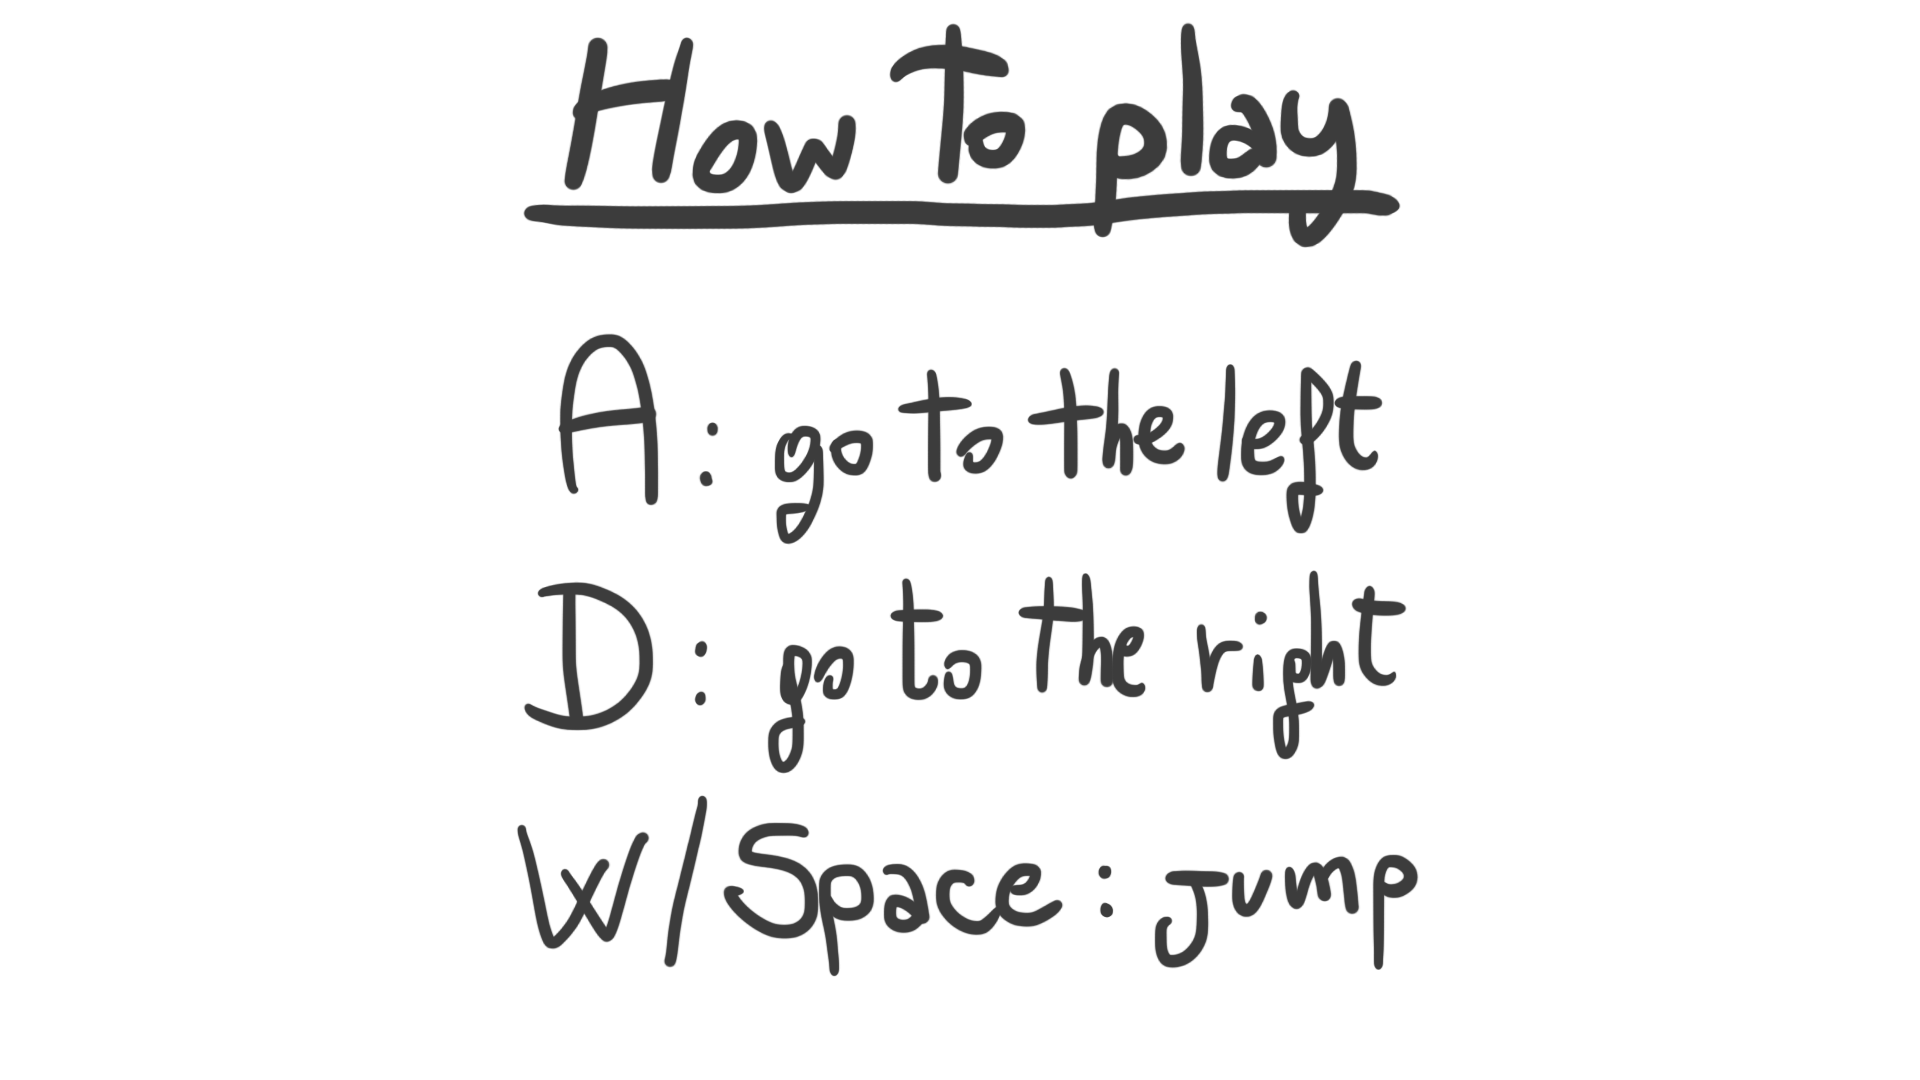 How To play
A : go to the left
D : go to the right
W/Space : jump